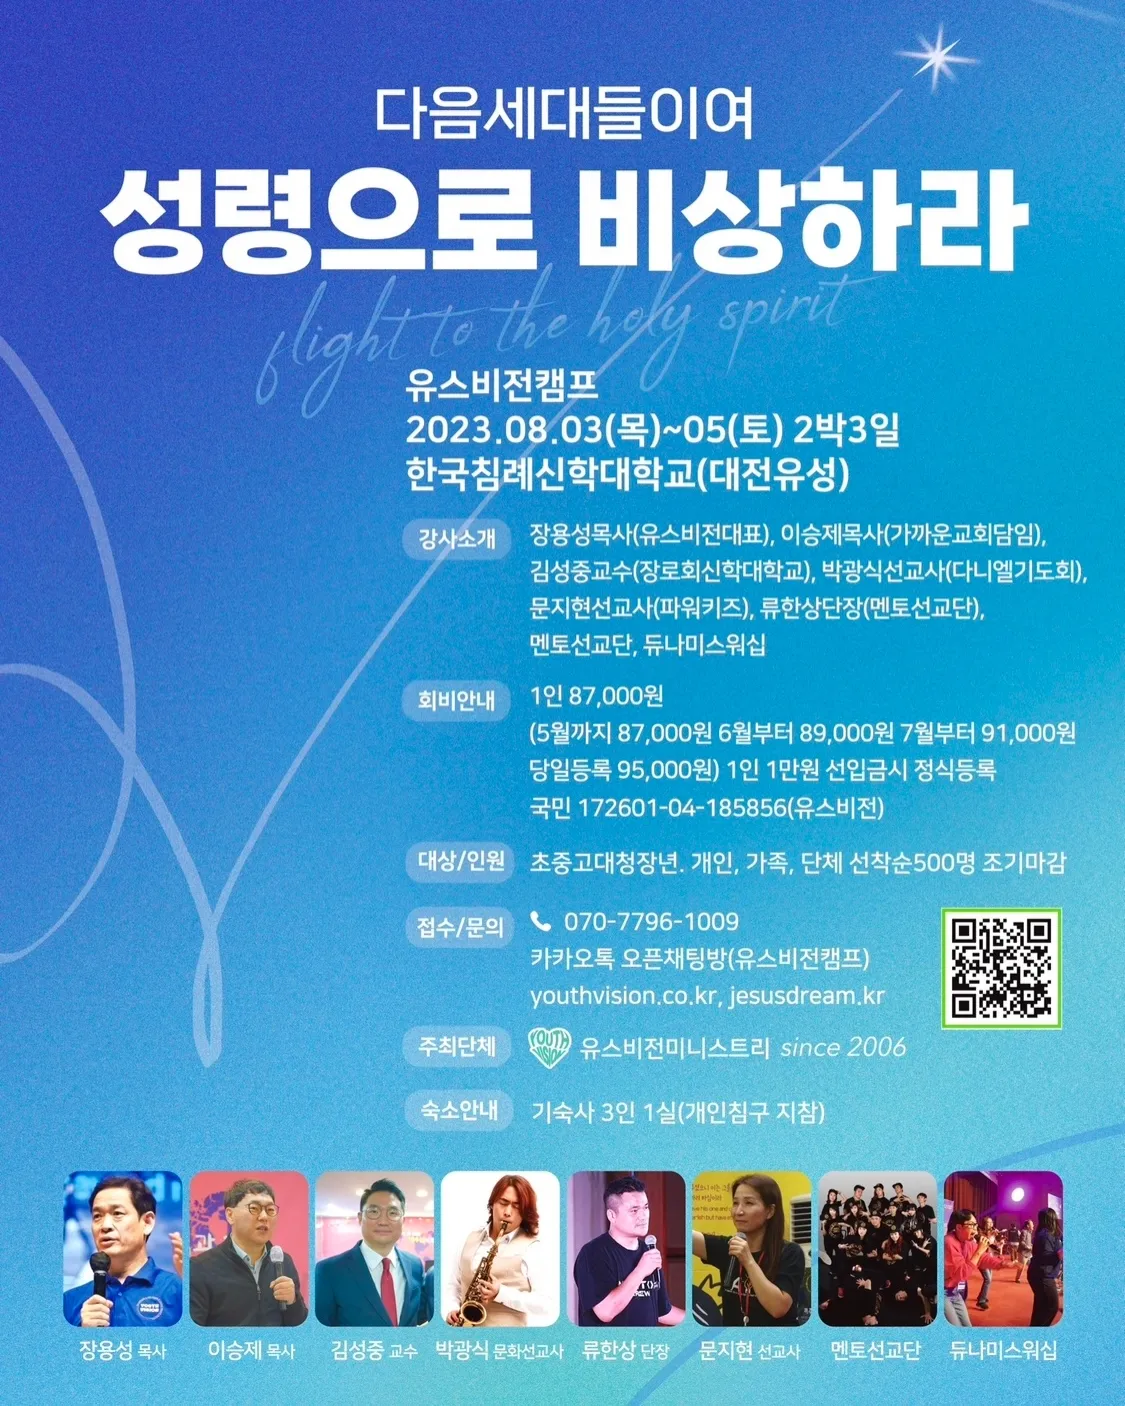 다음세대들이여
성령으로 비상하라
flight to the holy spirit
유스비전캠프
2023.08.03(목)~05(토) 2박3일
한국침례신학대학교(대전유성)
강사소개
장용성목사(유스비전대표), 이승제목사(가까운교회담임),
김성중교수(장로회신학대학교), 박광식선교사(다니엘기도회),
문지현선교사(파워키즈), 류한상단장(멘토선교단),
멘토선교단, 듀나미스워십
회비안내
1인 87,000원
(5월까지 87,000원 6월부터 89,000원 7월부터 91,000원
당일등록 95,000원) 1인 1만원 선입금시 정식등록
국민 172601-04-185856(유스비전)
대상/인원
초중고대청장년. 개인, 가족, 단체 선착순500명 조기마감
접수/문의
070-7796-1009
카카오톡 오픈채팅방(유스비전캠프)
youthvision.co.kr, jesusdream.kr
주최단체
YOUTH VISION 유스비전미니스트리 since 2006
숙소안내
기숙사 3인 1실(개인침구 지참)
YOUTH VISION
장용성 목사
이승제 목사
김성중 교수
박광식 문화선교사
류한상 단장
문지현 선교사
멘토선교단
듀나미스워십